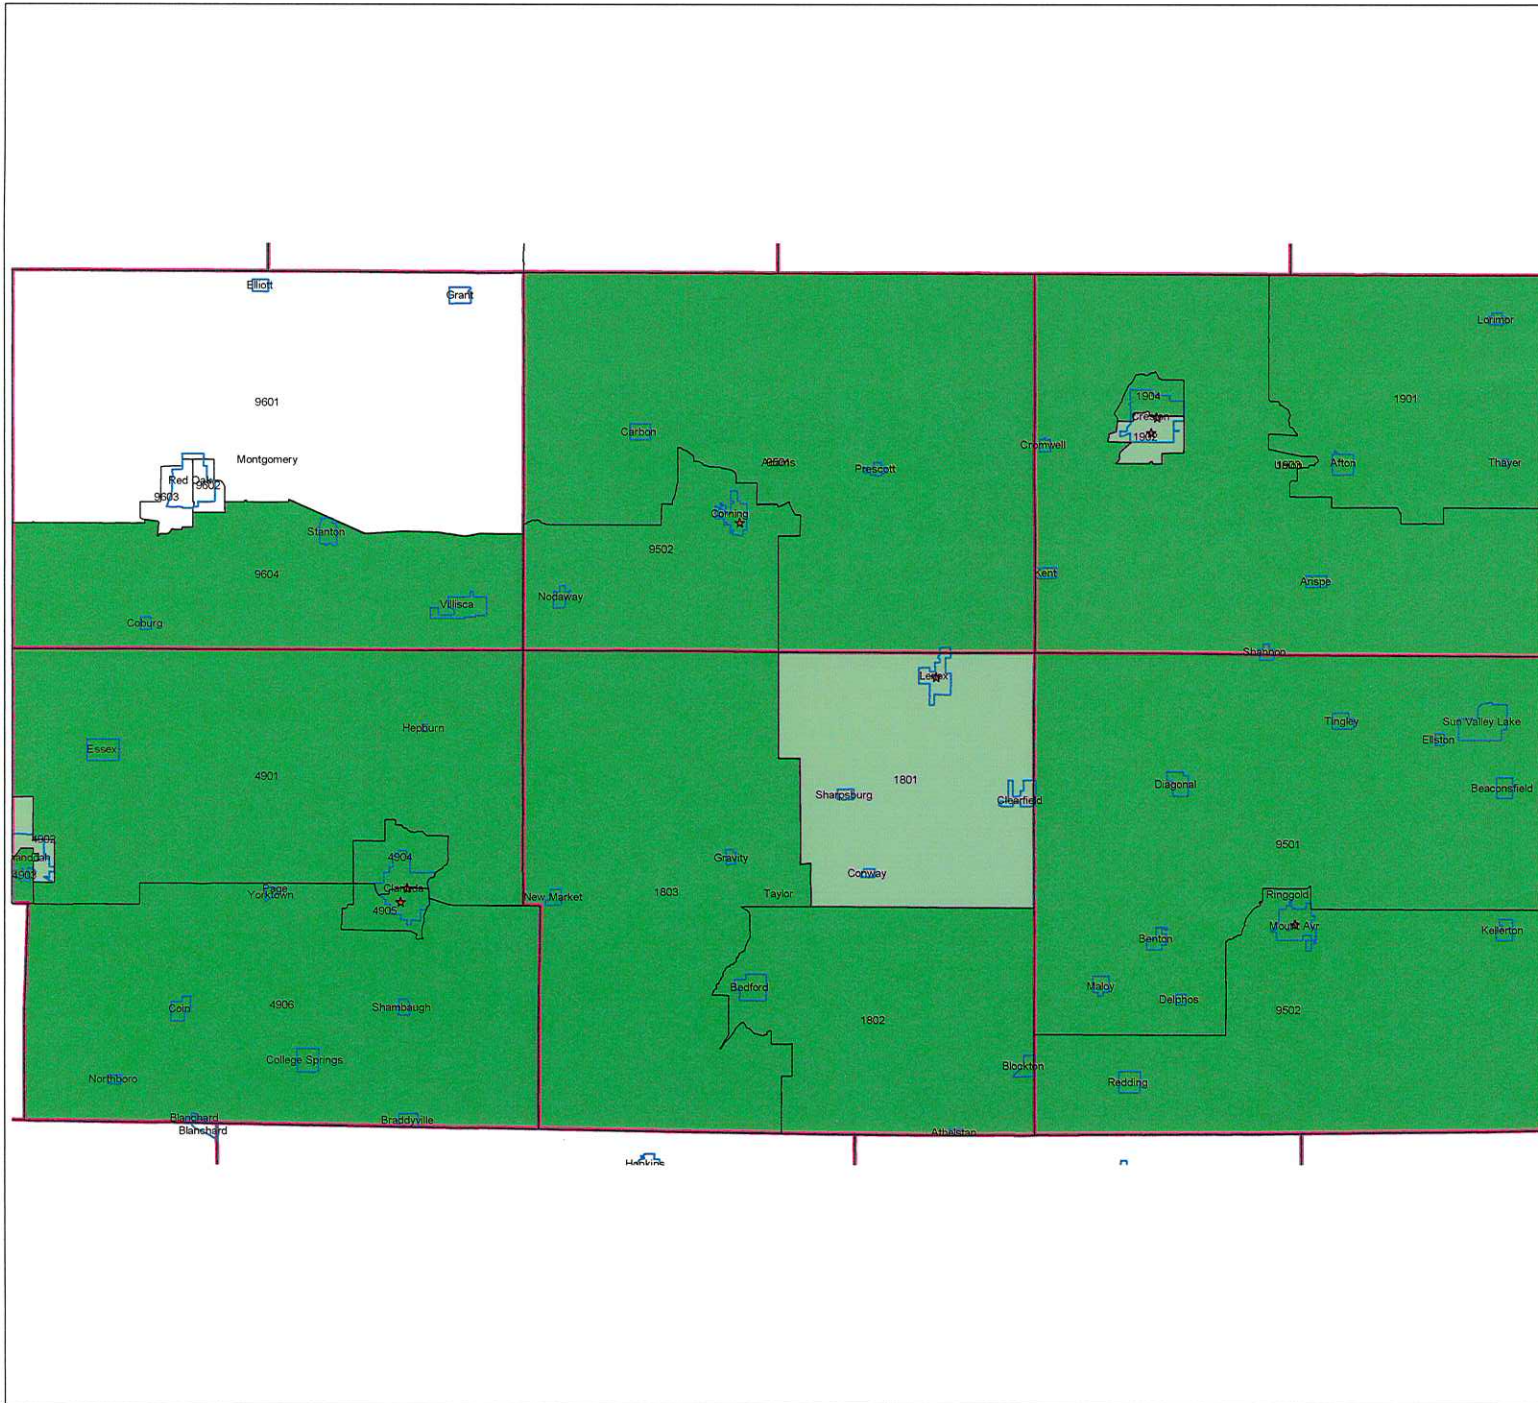 Elliott
Grant
Lorimor
9601
1904
1901
Creston
Carbon
1902
Cromwell
Montgomery
9501
Prescott
Afton
Thayer
Red Oak
9602
9603
Corning
Stanton
9502
9604
Kent
Arispe
Nodaway
Villisca
Coburg
Shannon
Lenox
Hepburn
Tingley
Sun Valley Lake
Ellston
Essex
4901
1801
Diagonal
Beaconsfield
Sharpsburg
Clearfield
4902
9501
4904
Gravity
4903
Conway
Page
Clarinda
Yorktown
New Market
1803
Taylor
Ringgold
4905
Mount Ayr
Kellerton
Benton
Bedford
Maloy
Delphos
Coin
4906
Shambaugh
9502
1802
College Springs
Blockton
Northboro
Redding
Blanchard
Braddyville
Blanchard
Athelstan